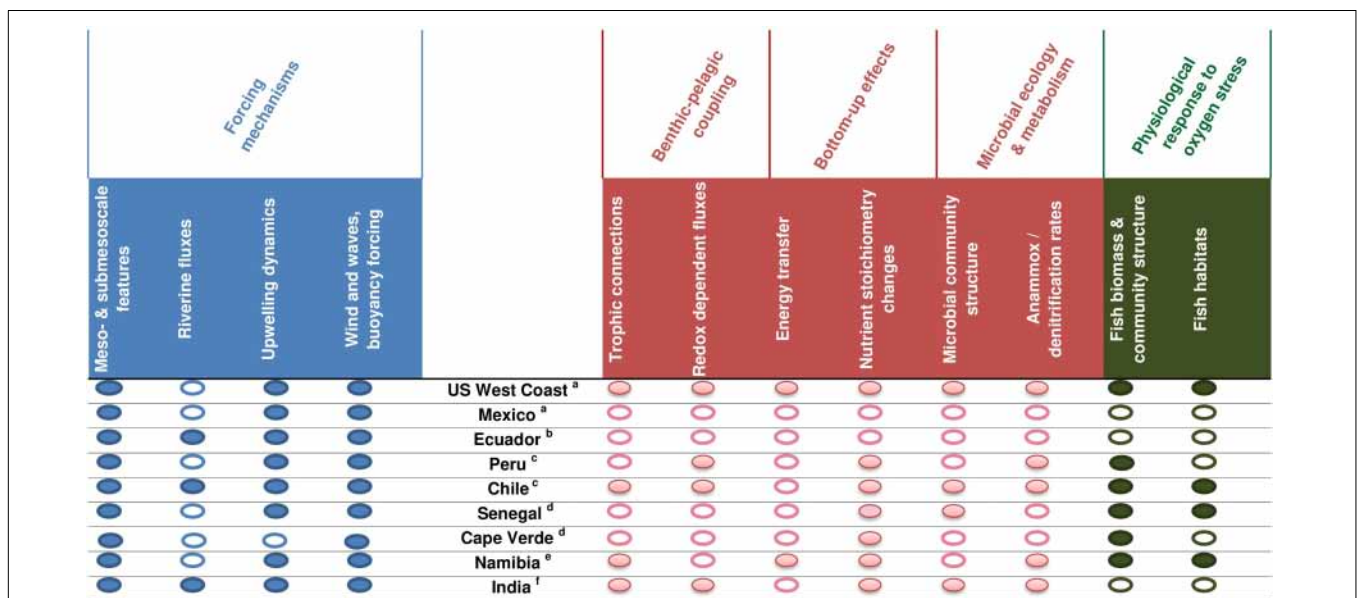 Forcing
mechanisms
Benthic-pelagic
coupling
Bottom-up effects
Microbial ecology
& metabolism
Physiological
response to
oxygen stress
Meso- & submesoscale
features
Riverine fluxes
Upwelling dynamics
Wind and waves,
buoyancy forcing
Trophic connections
Redox dependent fluxes
Energy transfer
Nutrient stoichiometry
changes
Microbial community
structure
Anamox /
denitrification rates
Fish biomass &
community structure
Fish habitats
US West Coast a
Mexico a
Ecuador b
Peru c
Chile c
Senegal d
Cape Verde d
Namibia e
India f